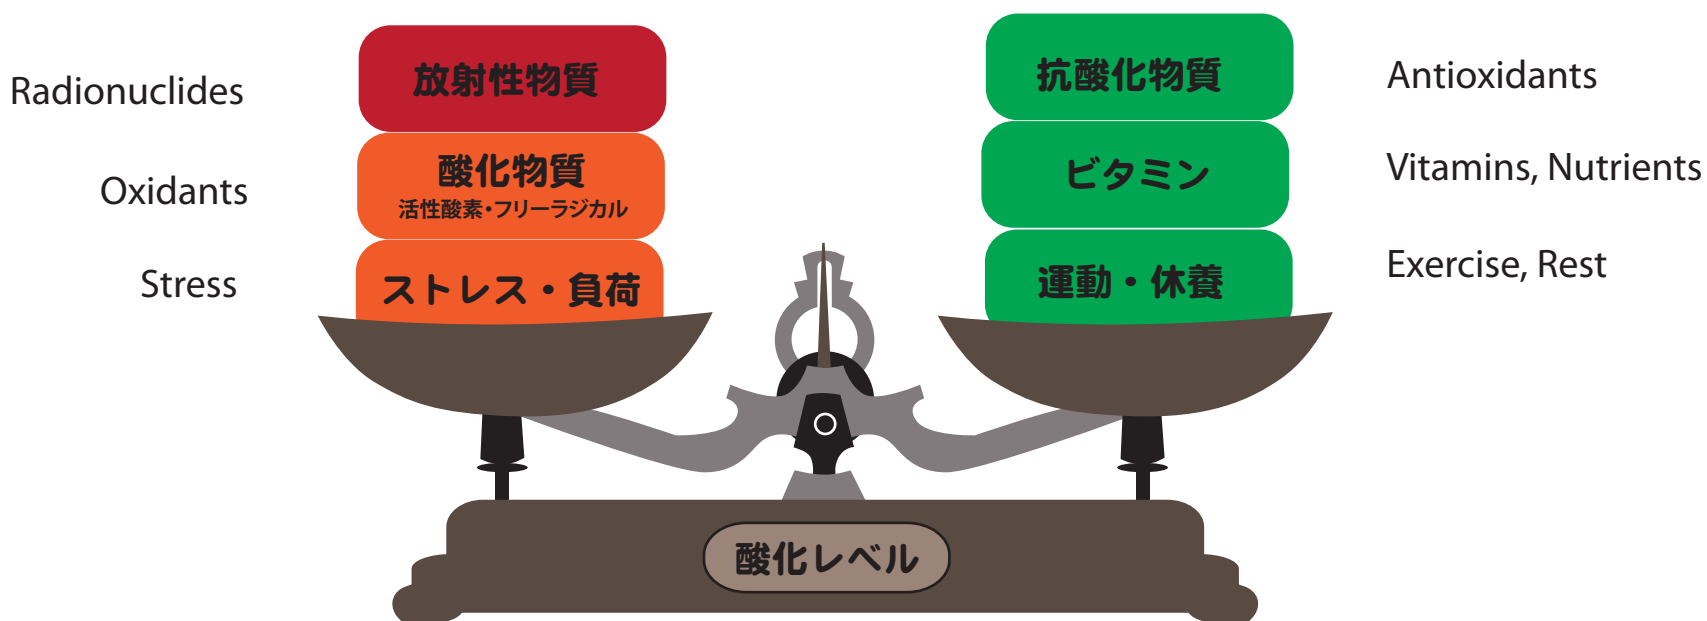 Radionuclides
放射性物質
抗酸化物質
Antioxidants
Oxidants
酸化物質
活性酸素・フリーラジカル
ビタミン
Vitamins, Nutrients
Stress
ストレス・負荷
運動・休養
Exercise, Rest
酸化レベル